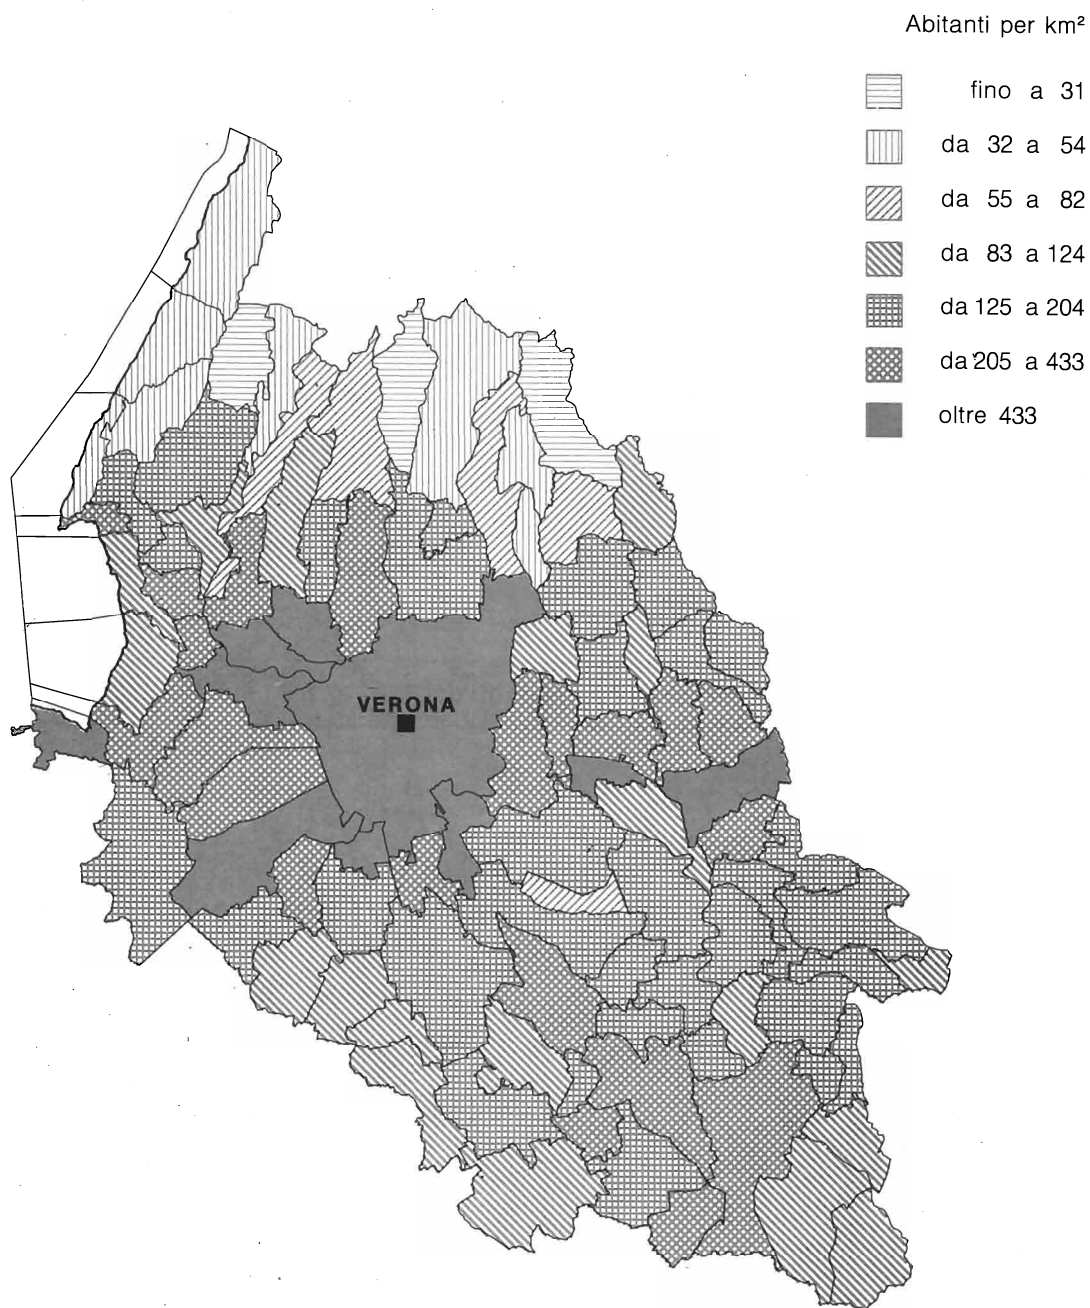 Abitanti per km²
fino a 31
da 32 a 54
da 55 a 82
da 83 a 124
da 125 a 204
da 205 a 433
oltre 433
VERONA